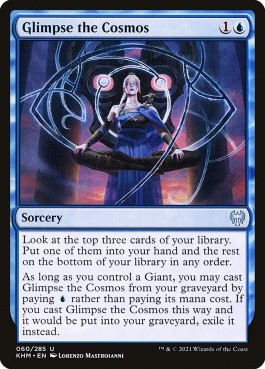 Glimpse the Cosmos 1
Sorcery
Look at the top three cards of your library.
Put one of them into your hand and the rest
on the bottom of your library in any order.
As long as you control a Giant, you may cast
Glimpse the Cosmos from your graveyard by
paying rather than paying its mana cost. If
you cast Glimpse the Cosmos this way and
it would be put into your graveyard, exile it
instead.
060/285 U
KHM • EN LORENZO MASTROIANNI
™ & © 2021 Wizards of the Coast